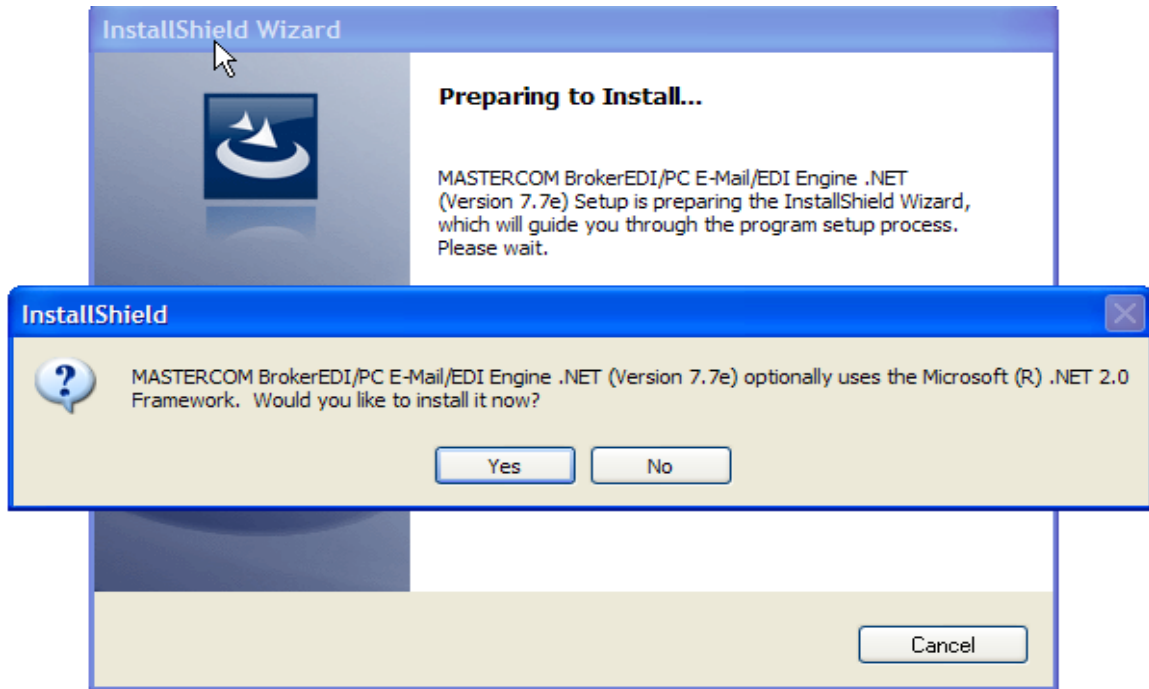 InstallShield Wizard
Preparing to Install...
MASTERCOM BrokerEDI/PC E-Mail/EDI Engine .NET
(Version 7.7e) Setup is preparing the InstallShield Wizard,
which will guide you through the program setup process.
Please wait.
InstallShield
MASTERCOM BrokerEDI/PC E-Mail/EDI Engine .NET (Version 7.7e) optionally uses the Microsoft (R) .NET 2.0
Framework.  Would you like to install it now?
Yes
No
Cancel